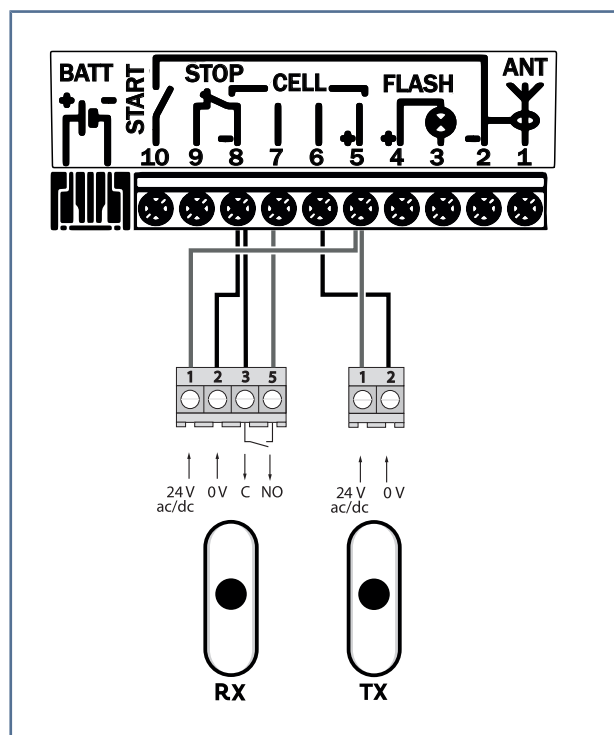 BATT
START
STOP
CELL
FLASH
ANT
+ - - + + -
10 9 8 7 6 5 4 3 2 1
1 2 3 5
1 2
24 V ac/dc
0 V
C
NO
24 V ac/dc
0 V
RX
TX